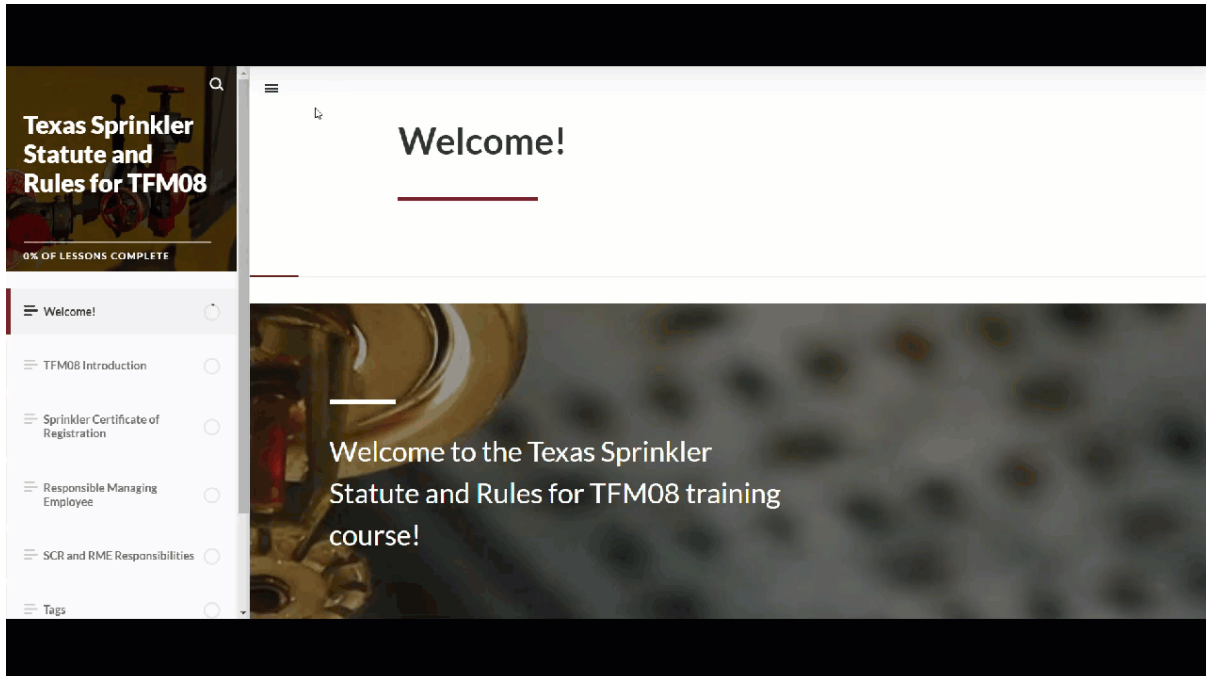 Texas Sprinkler
Statute and
Rules for TFM08
0% OF LESSONS COMPLETE
Welcome!
TFM08 Introduction
Sprinkler Certificate of
Registration
Responsible Managing
Employee
SCR and RME Responsibilities
Tags
Welcome!
Welcome to the Texas Sprinkler
Statute and Rules for TFM08 training
course!